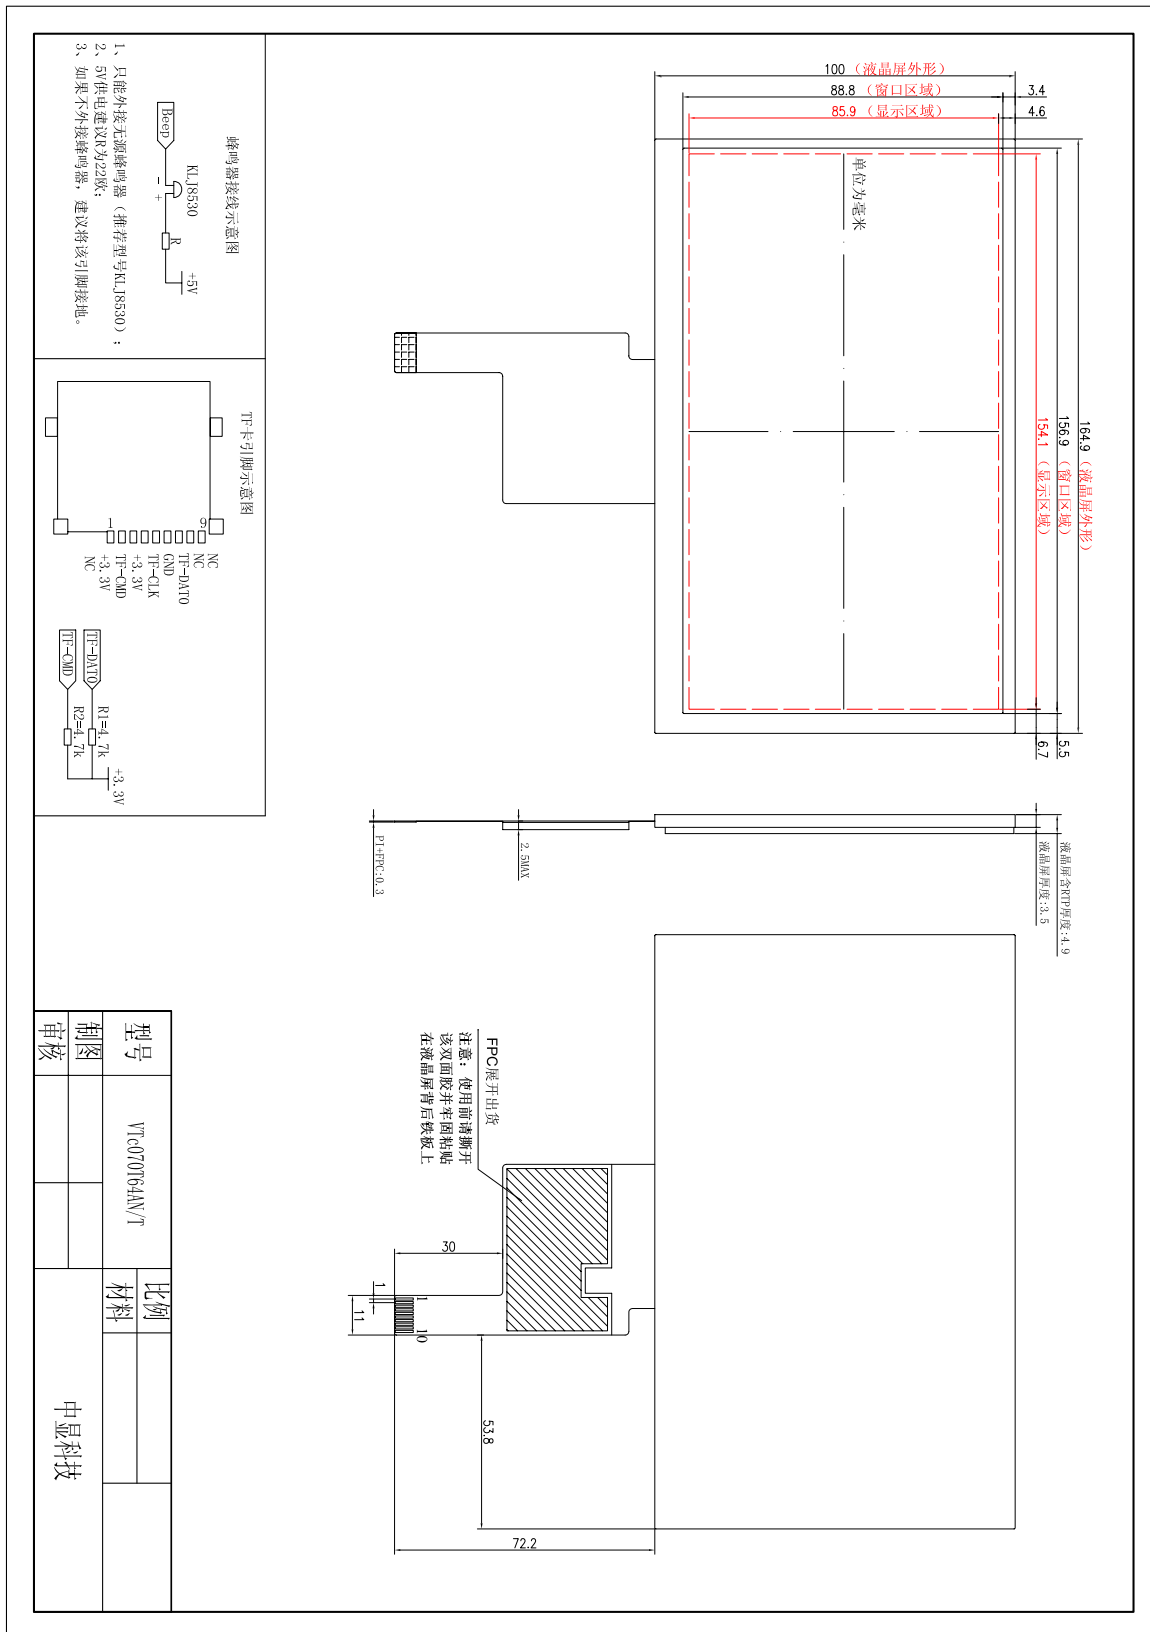 100 (液晶屏外形)
88.8 (窗口区域)
85.9 (显示区域)
3.4
4.6
单位为毫米
164.9 (液晶屏外形)
156.9 (窗口区域)
154.1 (显示区域)
5.5
6.7
蜂鸣器接线示意图
KLJ8530
Beep
- +
R
+5V
1、只能外接无源蜂鸣器（推荐型号KLJ8530）；
2、5V供电建议R为22欧；
3、如果不外接蜂鸣器，建议将该引脚接地。
TF卡引脚示意图
1
9
NC
NC
TF-DAT0
GND
TF-CLK
+3.3V
TF-CMD
+3.3V
NC
TF-DAT0
TF-CMD
R1=4.7k
R2=4.7k
+3.3V
液晶屏含RTP厚度:4.9
液晶屏厚度:3.5
2.5MAX
PI+FPC:0.3
FPC展开出货
注意：使用前请撕开
该双面胶并牢固粘贴
在液晶屏背后铁板上
30
1
11
1
10
53.8
72.2
型号
VTc070T64AN/T
制图
审核
比例
材料
中显科技